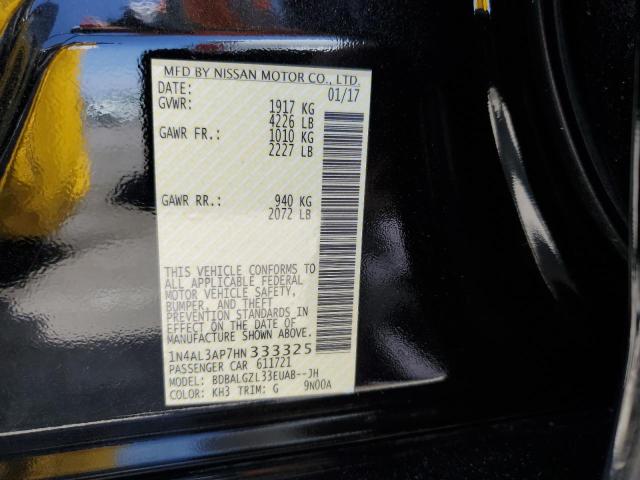 MFD BY NISSAN MOTOR CO., LTD.
DATE: 01/17
GVWR: 1917 KG
4226 LB
GAWR FR: 1010 KG
2227 LB
GAWR RR.: 940 KG
2072 LB
THIS VEHICLE CONFORMS TO
ALL APPLICABLE FEDERAL
MOTOR VEHICLE SAFETY,
BUMPER, AND THEFT
PREVENTION STANDARDS IN
EFFECT ON THE DATE OF
MANUFACTURE SHOWN ABOVE.
1N4AL3AP7HN 333325
PASSENGER CAR 611721
MODEL: BDBALGZL33EUAB--JH
COLOR: KH3 TRIM: G 9N00A